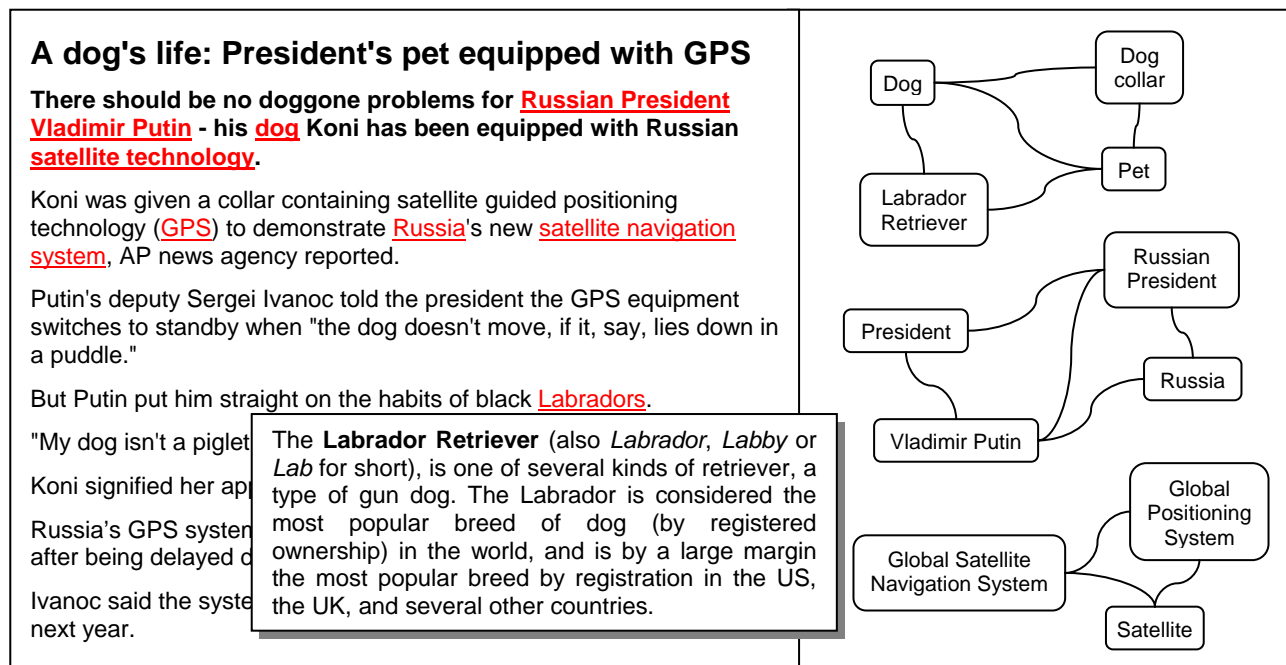 A dog's life: President's pet equipped with GPS
There should be no doggone problems for Russian President
Vladimir Putin - his dog Koni has been equipped with Russian
satellite technology.
Koni was given a collar containing satellite guided positioning
technology (GPS) to demonstrate Russia's new satellite navigation
system, AP news agency reported.
Putin's deputy Sergei Ivanoc told the president the GPS equipment
switches to standby when "the dog doesn't move, if it, say, lies down in
a puddle."
But Putin put him straight on the habits of black Labradors.
"My dog isn't a piglet
Koni signified her
Russia’s GPS system
after being delayed
Ivanoc said the
next year.
The Labrador Retriever (also Labrador, Labby or
Lab for short), is one of several kinds of retriever, a
type of gun dog. The Labrador is considered the
most popular breed of dog (by registered
ownership) in the world, and is by a large margin
the most popular breed by registration in the US,
the UK, and several other countries.
Dog
Dog
collar
Pet
Labrador
Retriever
Russian
President
President
Russia
Vladimir Putin
Global
Positioning
System
Global Satellite
Navigation System
Satellite